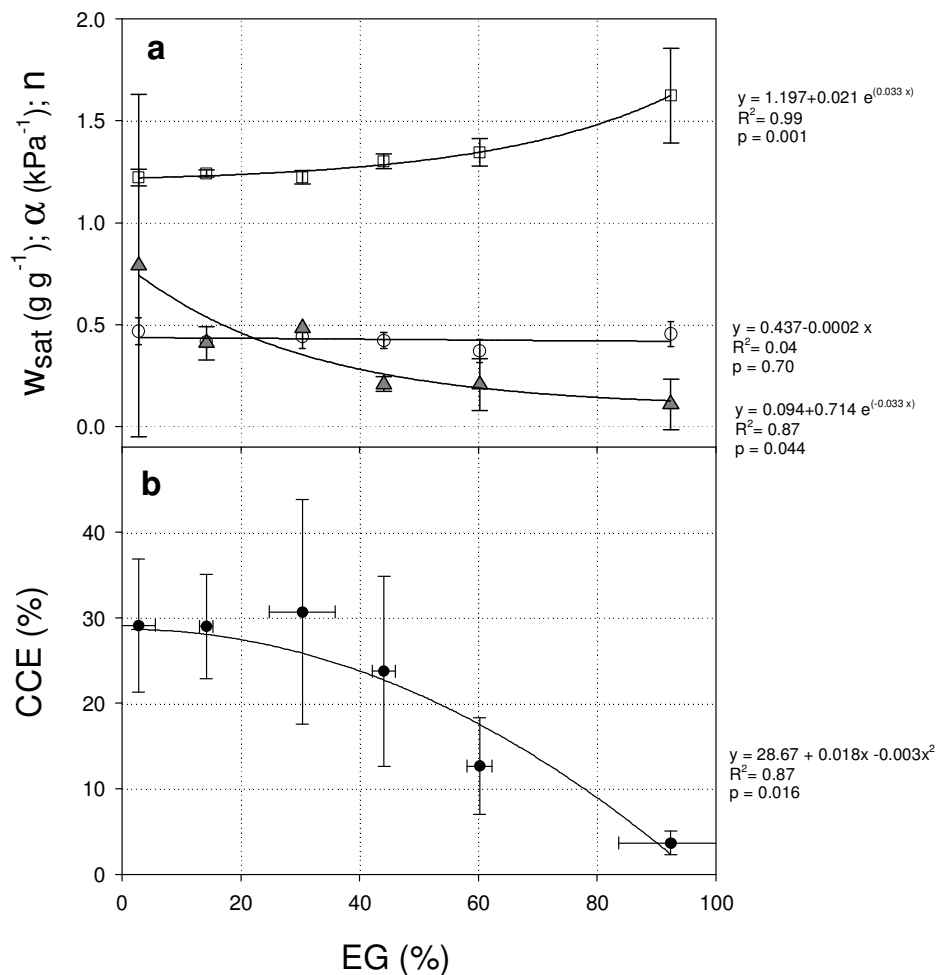 a
w_sat (g g^-1); α (kPa^-1); n
2.0
1.5
1.0
0.5
0.0
y = 1.197+0.021 e^(0.033 x)
R²= 0.99
p = 0.001
y = 0.437-0.0002 x
R²= 0.04
p = 0.70
y = 0.094+0.714 e^(-0.033 x)
R²= 0.87
p = 0.044
b
CCE (%)
40
30
20
10
0
y = 28.67 + 0.018x -0.003x²
R²= 0.87
p = 0.016
0 20 40 60 80 100
EG (%)